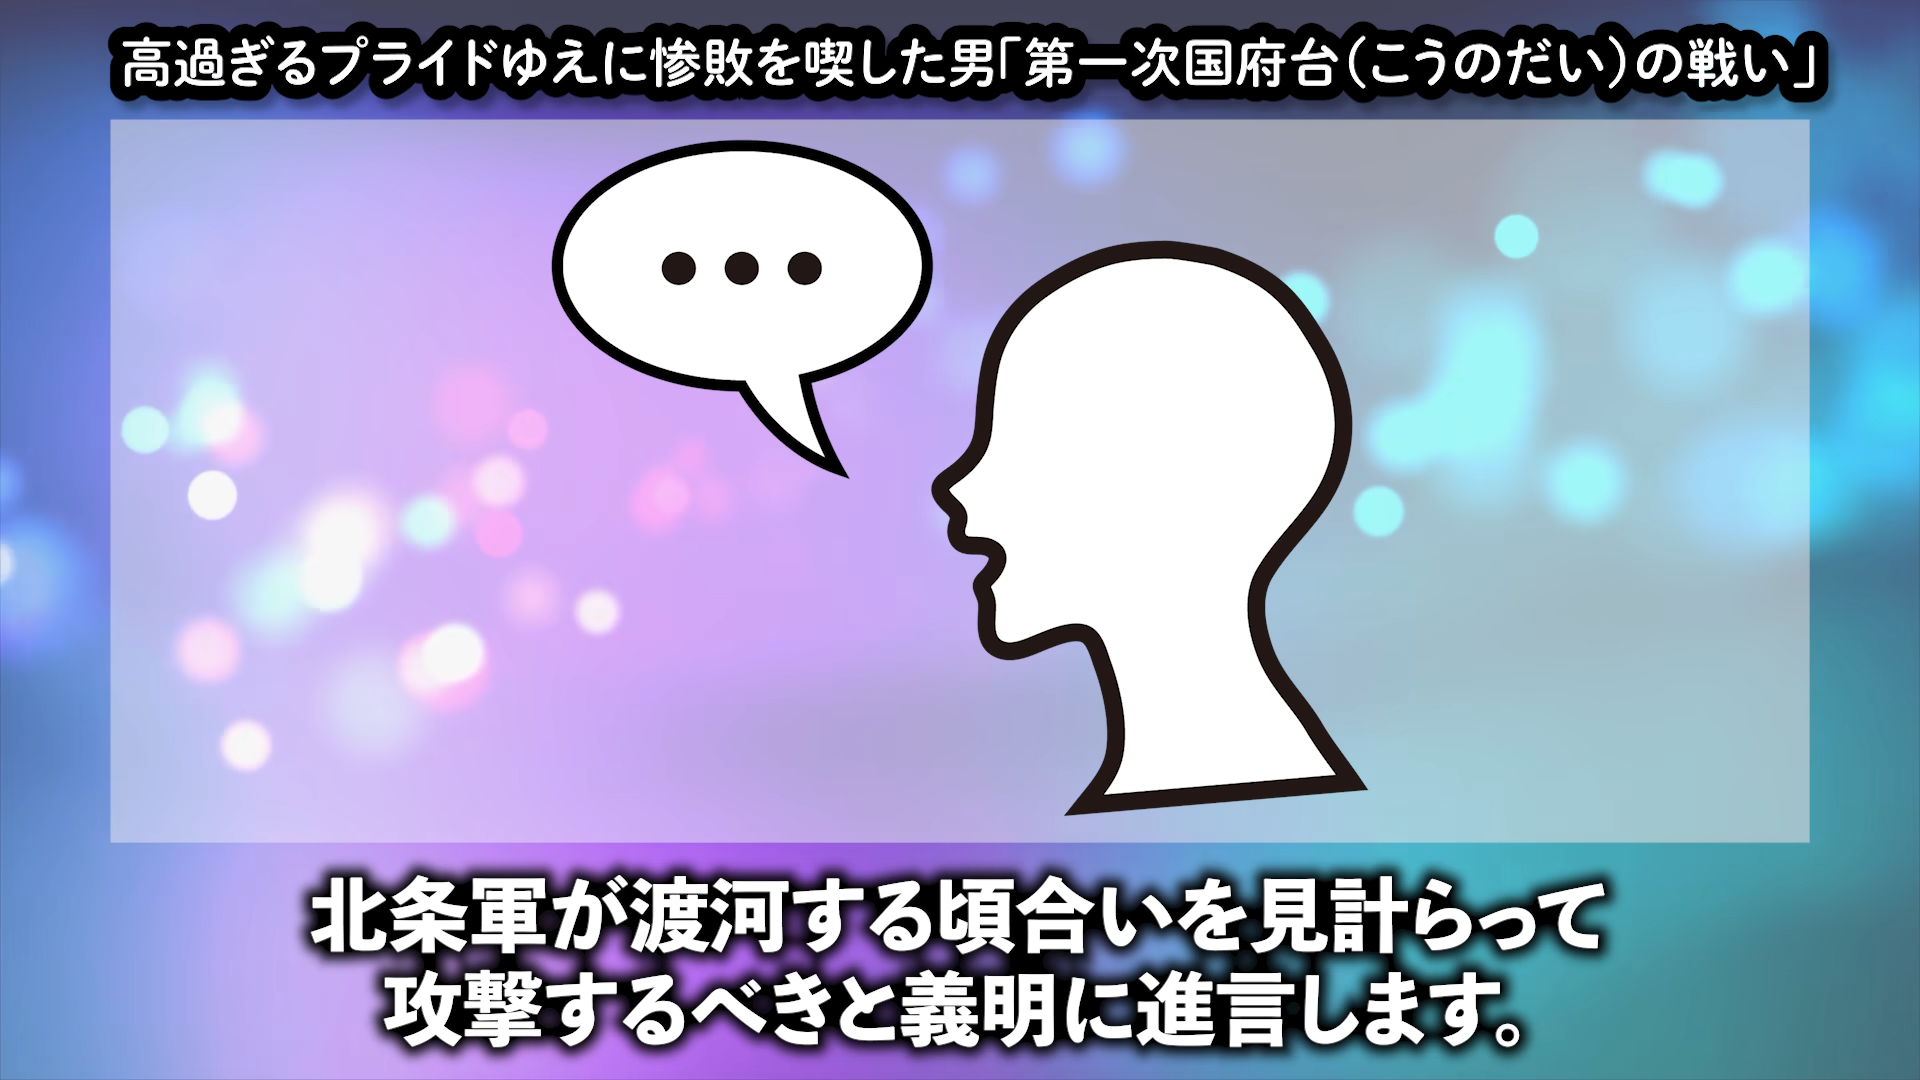 高過ぎるプライドゆえに惨敗を喫した男「第一次国府台（こうのだい）の戦い」
北条軍が渡河する頃合いを見計らって
攻撃するべきと義明に進言します。